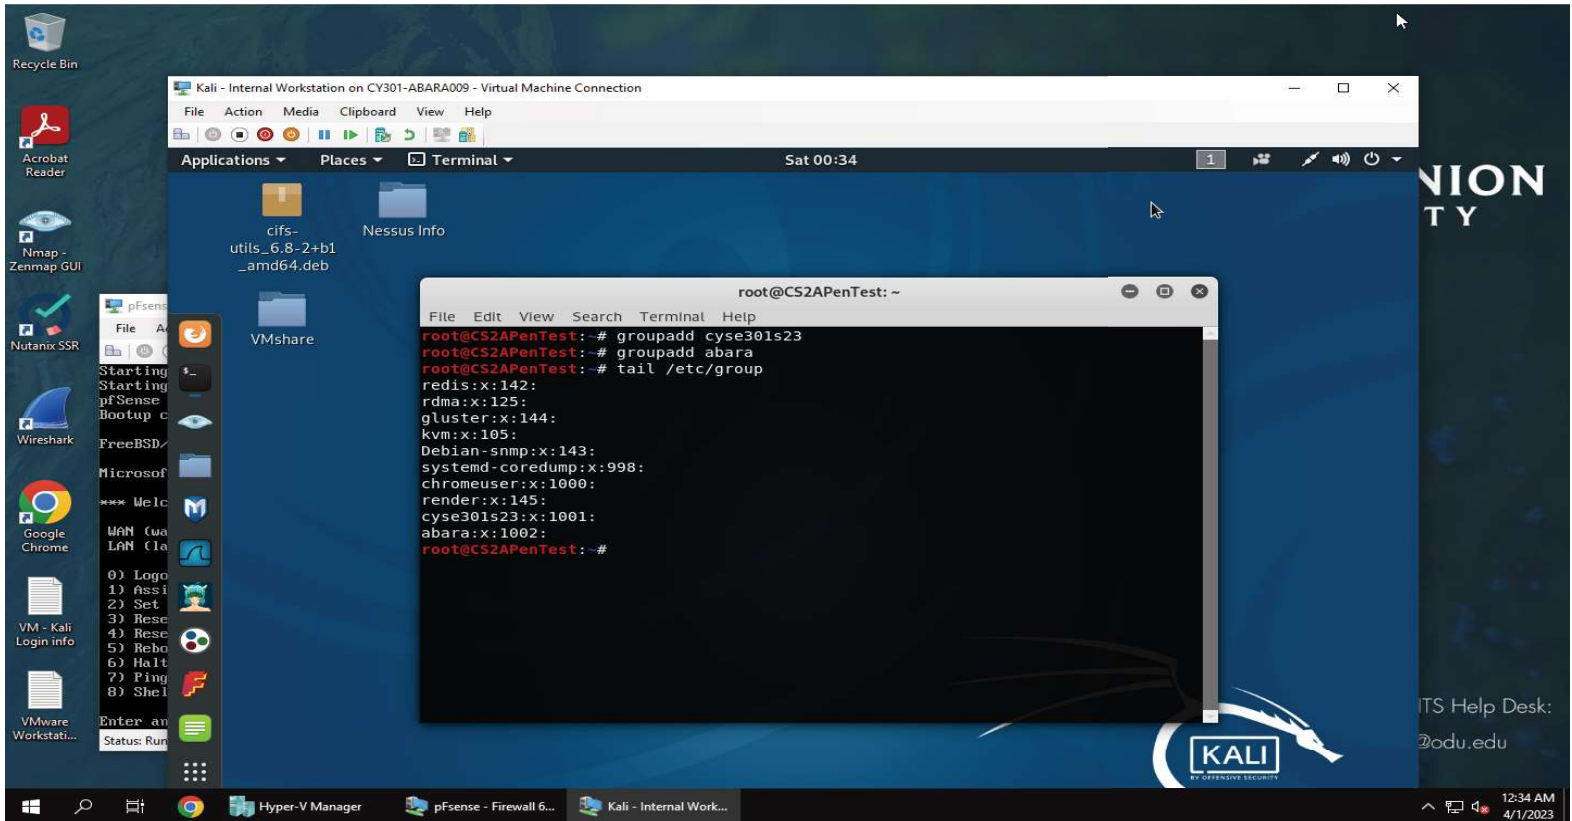 Recycle Bin
Acrobat
Reader
Nmap -
Zenmap GUI
Nutanix SSR
Wireshark
Google
Chrome
VM - Kali
Login info
VMware
Workstati...
pFsens
File
Starting
Starting
pfSense
Bootup c
FreeBSD/
Microsof
*** Welc
WAN (wa
LAN (la
0) Logo
1) Assi
2) Set
3) Rese
4) Rese
5) Rebo
6) Halt
7) Ping
8) Shel
Enter an
Status: Run
Kali - Internal Workstation on CY301-ABARA009 - Virtual Machine Connection
File Action Media Clipboard View Help
Applications Places Terminal Sat 00:34 1
cifs-
utils_6.8-2+b1
_amd64.deb
Nessus Info
VMshare
root@CS2APenTest: ~
File Edit View Search Terminal Help
root@CS2APenTest:~# groupadd cyse301s23
root@CS2APenTest:~# groupadd abara
root@CS2APenTest:~# tail /etc/group
redis:x:142:
rdma:x:125:
gluster:x:144:
kvm:x:105:
Debian-snmp:x:143:
systemd-coredump:x:998:
chromeuser:x:1000:
render:x:145:
cyse301s23:x:1001:
abara:x:1002:
root@CS2APenTest:~#
KALI
BY OFFENSIVE SECURITY
NION
TY
ITS Help Desk:
@odu.edu
Hyper-V Manager
pFsense - Firewall 6...
Kali - Internal Work...
12:34 AM
4/1/2023